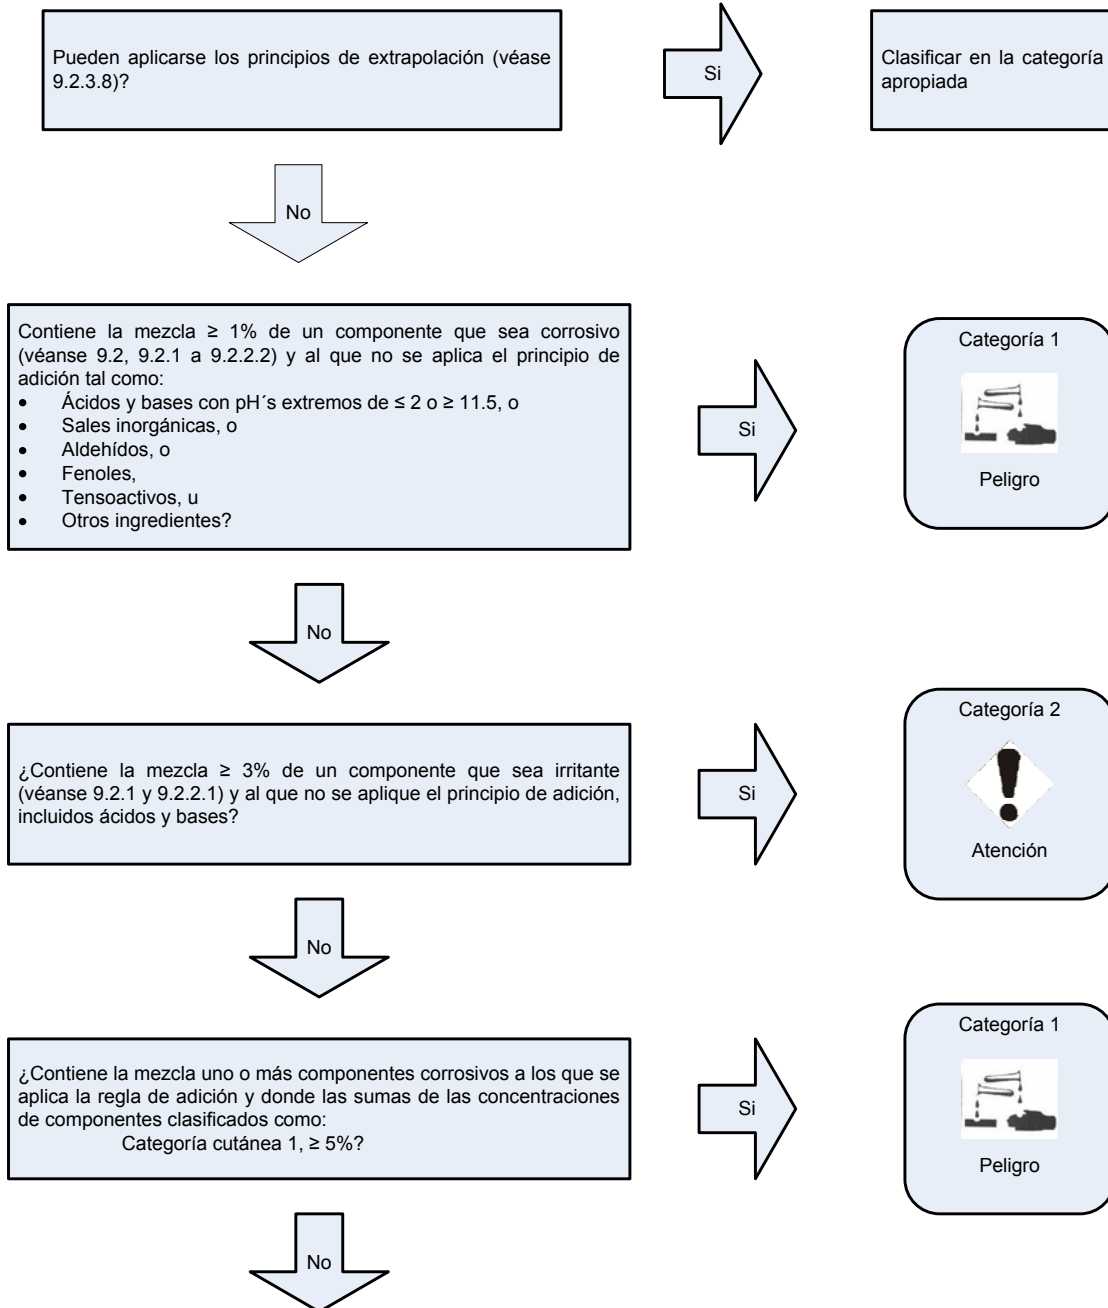 Pueden aplicarse los principios de extrapolación (véase
9.2.3.8)?
Si
Clasificar en la categoría
apropiada
No
Contiene la mezcla ≥ 1% de un componente que sea corrosivo
(véanse 9.2, 9.2.1 a 9.2.2.2) y al que no se aplica el principio de
adición tal como:
• Ácidos y bases con pH´s extremos de ≤ 2 o ≥ 11.5, o
• Sales inorgánicas, o
• Aldehídos, o
• Fenoles,
• Tensoactivos, u
• Otros ingredientes?
Si
Categoría 1
Peligro
No
¿Contiene la mezcla ≥ 3% de un componente que sea irritante
(véanse 9.2.1 y 9.2.2.1) y al que no se aplique el principio de adición,
incluidos ácidos y bases?
Si
Categoría 2
Atención
No
¿Contiene la mezcla uno o más componentes corrosivos a los que se
aplica la regla de adición y donde las sumas de las concentraciones
de componentes clasificados como:
Categoría cutánea 1, ≥ 5%?
Si
Categoría 1
Peligro
No